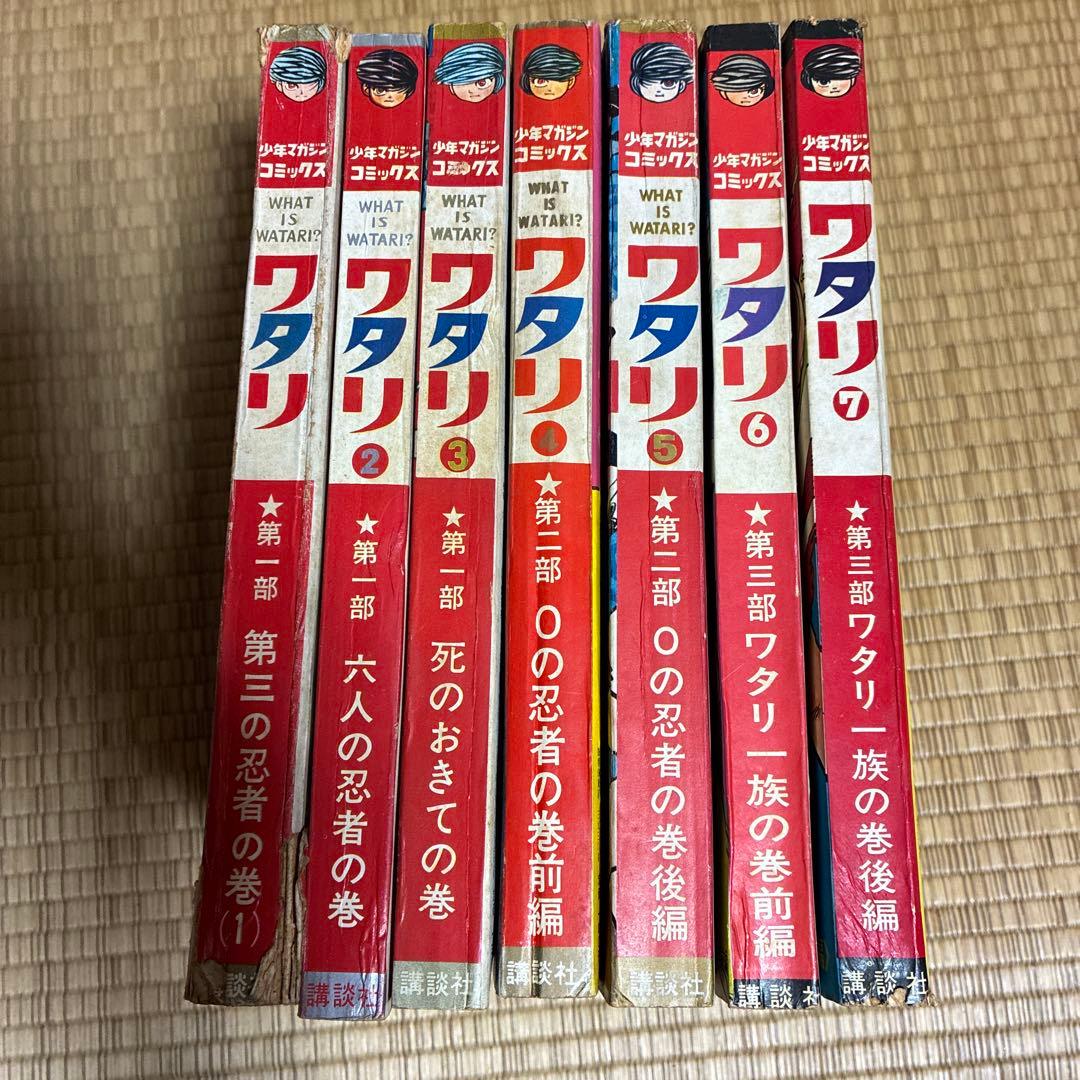 少年マガジン
コミックス
WHAT
IS
WATARI?
ワタリ
★第一部 第三の忍者の巻(1)
講談社
少年マガジン
コミックス
WHAT
IS
WATARI?
ワタリ
2
★第一部 六人の忍者の巻
講談社
少年マガジン
コミックス
WHAT
IS
WATARI?
ワタリ
3
★第一部 死のおきての巻
講談社
少年マガジン
コミックス
WHAT
IS
WATARI?
ワタリ
4
★第二部 0の忍者の巻前編
講談社
少年マガジン
コミックス
WHAT
IS
WATARI?
ワタリ
5
★第二部 0の忍者の巻後編
講談社
少年マガジン
コミックス
ワタリ
6
★第三部ワタリ一族の巻前編
講談社
少年マガジン
コミックス
ワタリ
7
★第三部ワタリ一族の巻後編
講談社